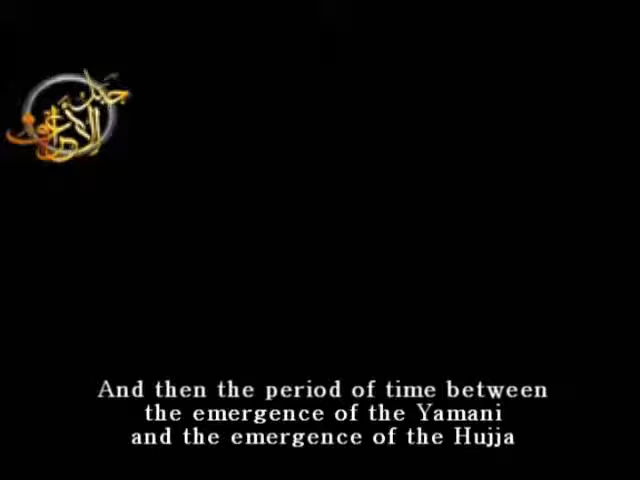 And then the period of time between
the emergence of the Yamani
and the emergence of the Hujja